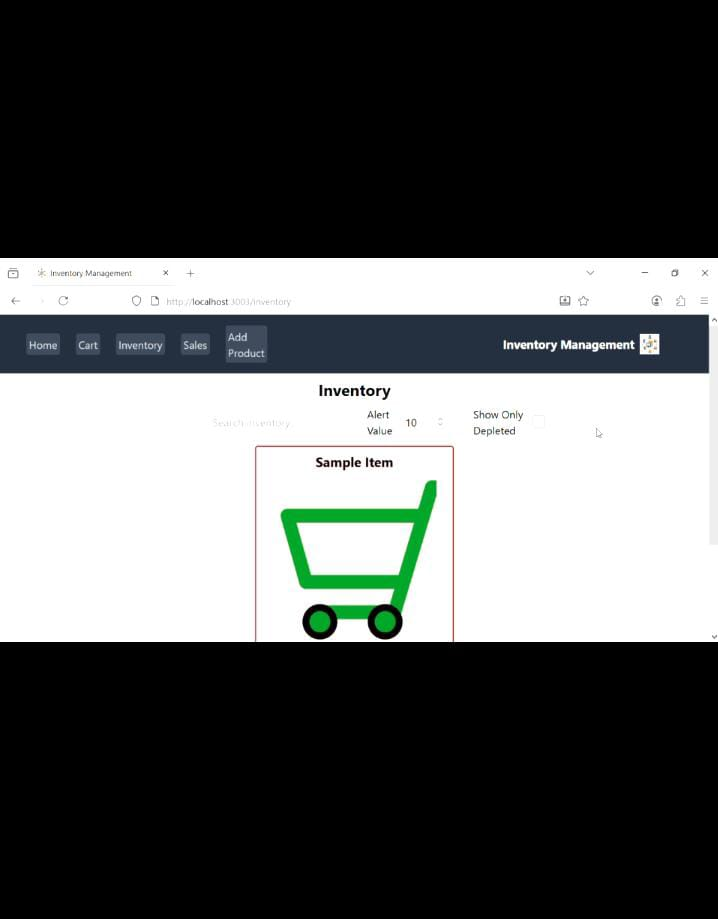 Inventory Management
http://localhost:3003/inventory
Home
Cart
Inventory
Sales
Add
Product
Inventory Management
Inventory
Search inventory
Alert
Value
10
Show Only
Depleted
Sample Item